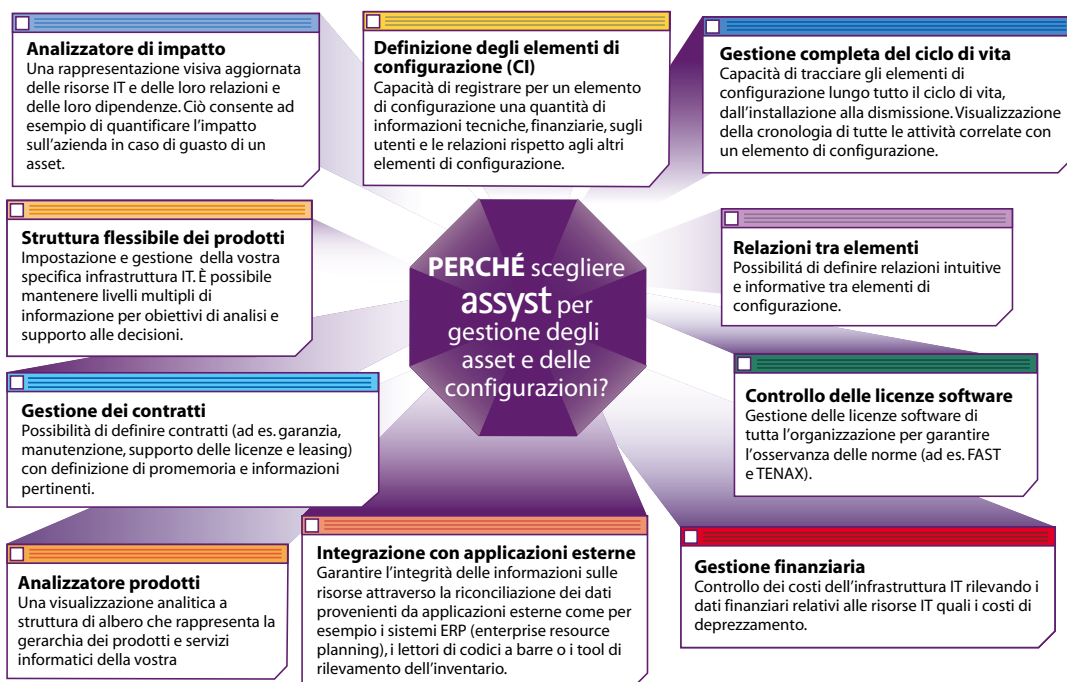 Analizzatore di impatto
Una rappresentazione visiva aggiornata
delle risorse IT e delle loro relazioni e
delle loro dipendenze. Ciò consente ad
esempio di quantificare l'impatto
sull'azienda in caso di guasto di un
asset.
Definizione degli elementi di
configurazione (CI)
Capacità di registrare per un elemento
di configurazione una quantità di
informazioni tecniche, finanziarie, sugli
utenti e le relazioni rispetto agli altri
elementi di configurazione.
Gestione completa del ciclo di vita
Capacità di tracciare gli elementi di
configurazione lungo tutto il ciclo di vita,
dall'installazione alla dismissione. Visualizzazione
della cronologia di tutte le attività correlate con
un elemento di configurazione.
Struttura flessibile dei prodotti
Impostazione e gestione della vostra
specifica infrastruttura IT. È possibile
mantenere livelli multipli di
informazione per obiettivi di analisi e
supporto alle decisioni.
PERCHÉ scegliere
assyst per
gestione degli
asset e delle
configurazioni?
Relazioni tra elementi
Possibilitá di definire relazioni intuitive
e informative tra elementi di
configurazione.
Gestione dei contratti
Possibilità di definire contratti (ad es. garanzia,
manutenzione, supporto delle licenze e leasing)
con definizione di promemoria e informazioni
pertinenti.
Controllo delle licenze software
Gestione delle licenze software di
tutta l'organizzazione per garantire
l'osservanza delle norme (ad es. FAST
e TENAX).
Analizzatore prodotti
Una visualizzazione analitica a
struttura di albero che rappresenta la
gerarchia dei prodotti e servizi
informatici della vostra
Integrazione con applicazioni esterne
Garantire l'integrità delle informazioni sulle
risorse attraverso la riconciliazione dei dati
provenienti da applicazioni esterne come per
esempio i sistemi ERP (enterprise resource
planning), i lettori di codici a barre o i tool di
rilevamento dell'inventario.
Gestione finanziaria
Controllo dei costi dell'infrastruttura IT rilevando i
dati finanziari relativi alle risorse IT quali i costi di
deprezzamento.